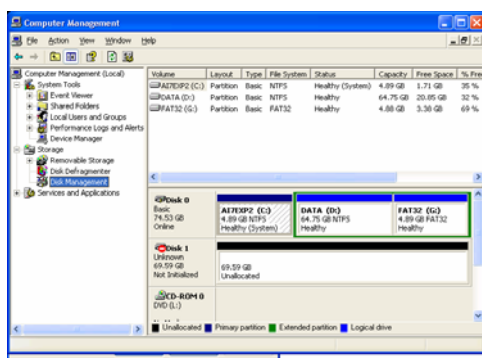 Computer Management
File Action View Window Help
Computer Management (Local)
System Tools
Event Viewer
Shared Folders
Local Users and Groups
Performance Logs and Alerts
Device Manager
Storage
Removable Storage
Disk Defragmenter
Disk Management
Services and Applications
Volume Layout Type File System Status Capacity Free Space % Fre
AI7EXP2 (C:) Partition Basic NTFS Healthy (System) 4.89 GB 1.71 GB 35 %
DATA (D:) Partition Basic NTFS Healthy 64.75 GB 20.85 GB 32 %
FAT32 (G:) Partition Basic FAT32 Healthy 4.88 GB 3.38 GB 69 %
Disk 0
Basic
74.53 GB
Online
AI7EXP2 (C:)
4.89 GB NTFS
Healthy (System)
DATA (D:)
64.75 GB NTFS
Healthy
FAT32 (G:)
4.89 GB FAT32
Healthy
Disk 1
Unknown
69.59 GB
Not Initialized
69.59 GB
Unallocated
CD-ROM 0
DVD (L:)
Unallocated Primary partition Extended partition Logical drive